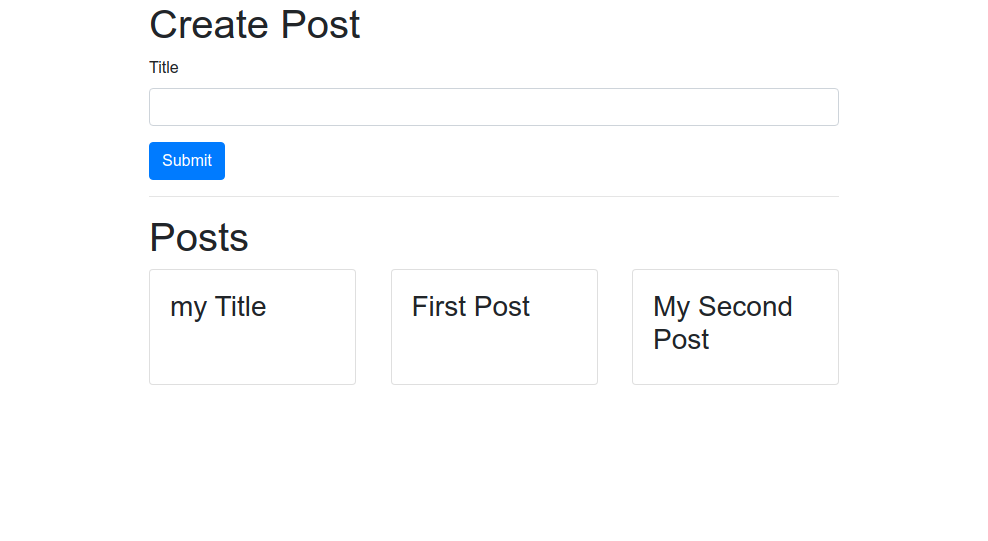 Create Post
Title
Submit
Posts
my Title
First Post
My Second
Post